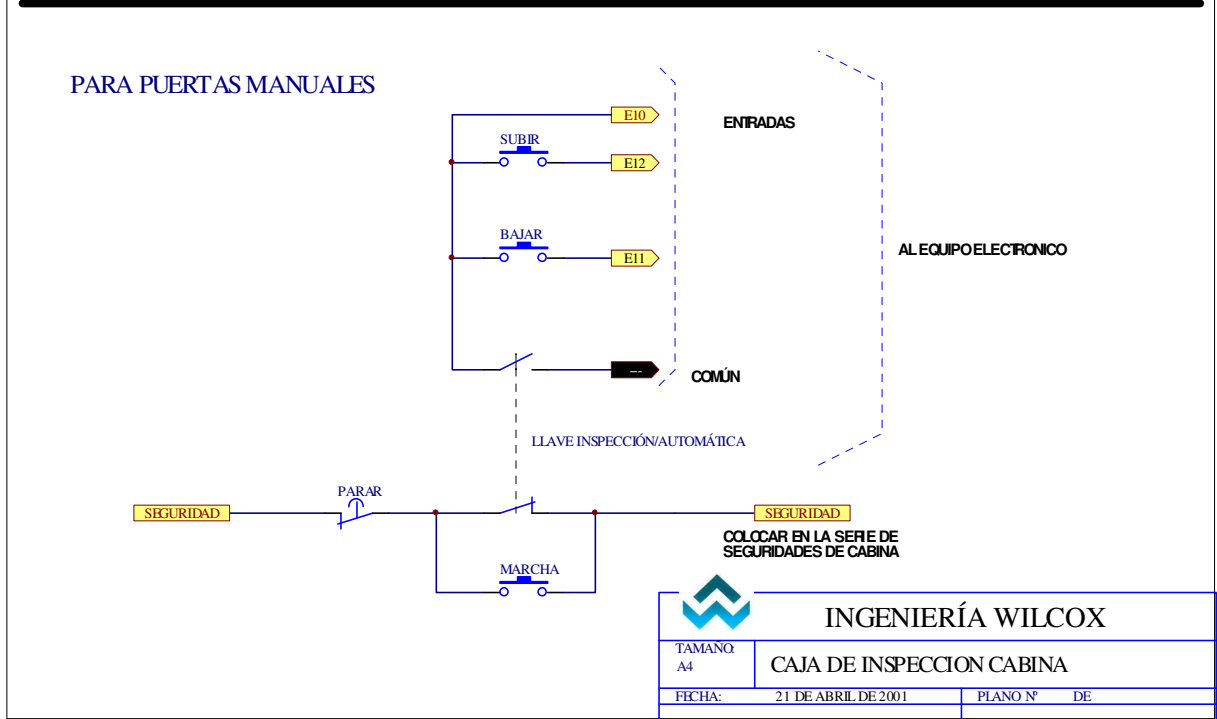 PARA PUERTAS MANUALES
E10
ENTRADAS
SUBIR
E12
BAJAR
E11
AL EQUIPO ELECTRONICO
---
COMÚN
LLAVE INSPECCIÓN/AUTOMÁTICA
PARAR
SEGURIDAD
SEGURIDAD
COLOCAR EN LA SERIE DE
SEGURIDADES DE CABINA
MARCHA
INGENIERÍA WILCOX
TAMAÑO:
A4
CAJA DE INSPECCION CABINA
FECHA: 21 DE ABRIL DE 2001 PLANO Nº DE